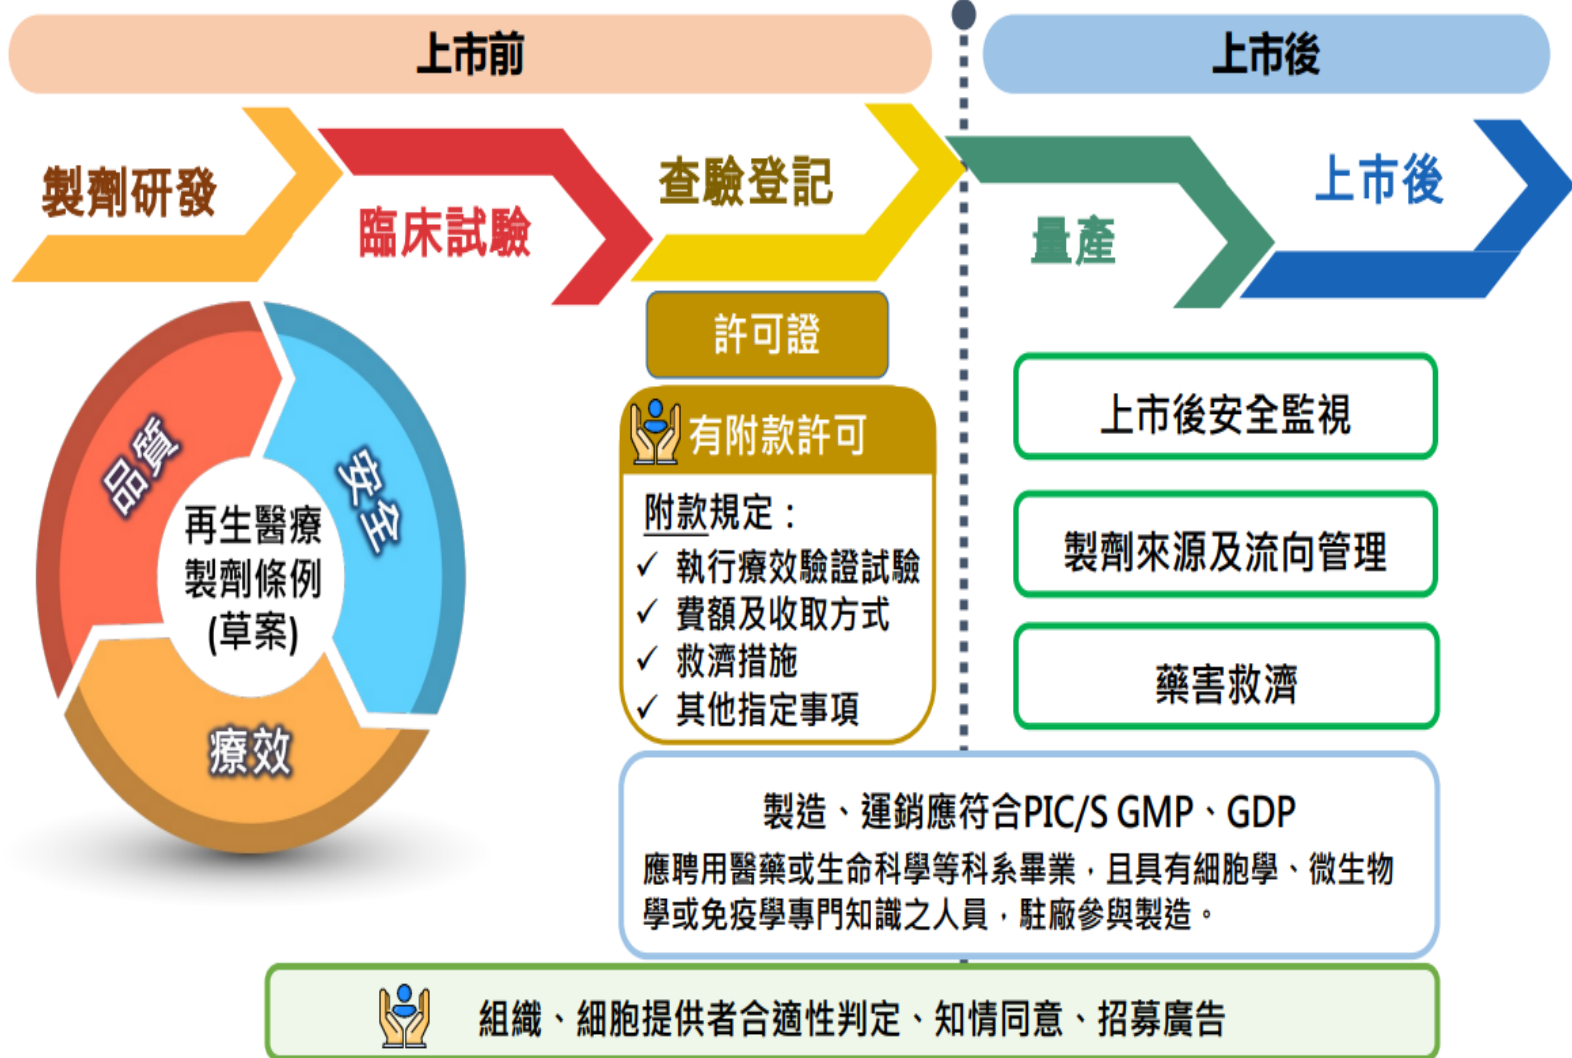 上市前
上市後
製劑研發
臨床試驗
查驗登記
量產
上市後
品質
安全
療效
再生醫療
製劑條例
(草案)
許可證
有附款許可
附款規定：
✓ 執行療效驗證試驗
✓ 費額及收取方式
✓ 救濟措施
✓ 其他指定事項
上市後安全監視
製劑來源及流向管理
藥害救濟
製造、運銷應符合PIC/S GMP、GDP
應聘用醫藥或生命科學等科系畢業，且具有細胞學、微生物
學或免疫學專門知識之人員，駐廠參與製造。
組織、細胞提供者合適性判定、知情同意、招募廣告